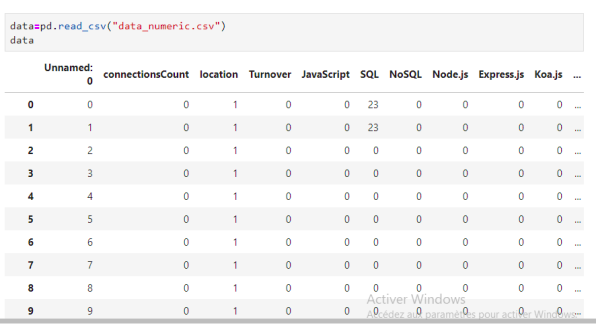 data=pd.read_csv("data_numeric.csv")
data
Unnamed: 0 connectionsCount location Turnover JavaScript SQL NoSQL Node.js Express.js Koa.js ...
0 0 0 1 0 0 23 0 0 0 0 ...
1 1 0 1 0 0 23 0 0 0 0 ...
2 2 0 1 0 0 0 0 0 0 0 ...
3 3 0 1 0 0 0 0 0 0 0 ...
4 4 0 1 0 0 0 0 0 0 0 ...
5 5 0 1 0 0 0 0 0 0 0 ...
6 6 0 1 0 0 0 0 0 0 0 ...
7 7 0 1 0 0 0 0 0 0 0 ...
8 8 0 1 0 0 0 0 0 0 0 ...
Activer Windows
9 9 0 1 0 0 0 0 0 0 0 ...
Accédez aux paramètres pour activer Windows.